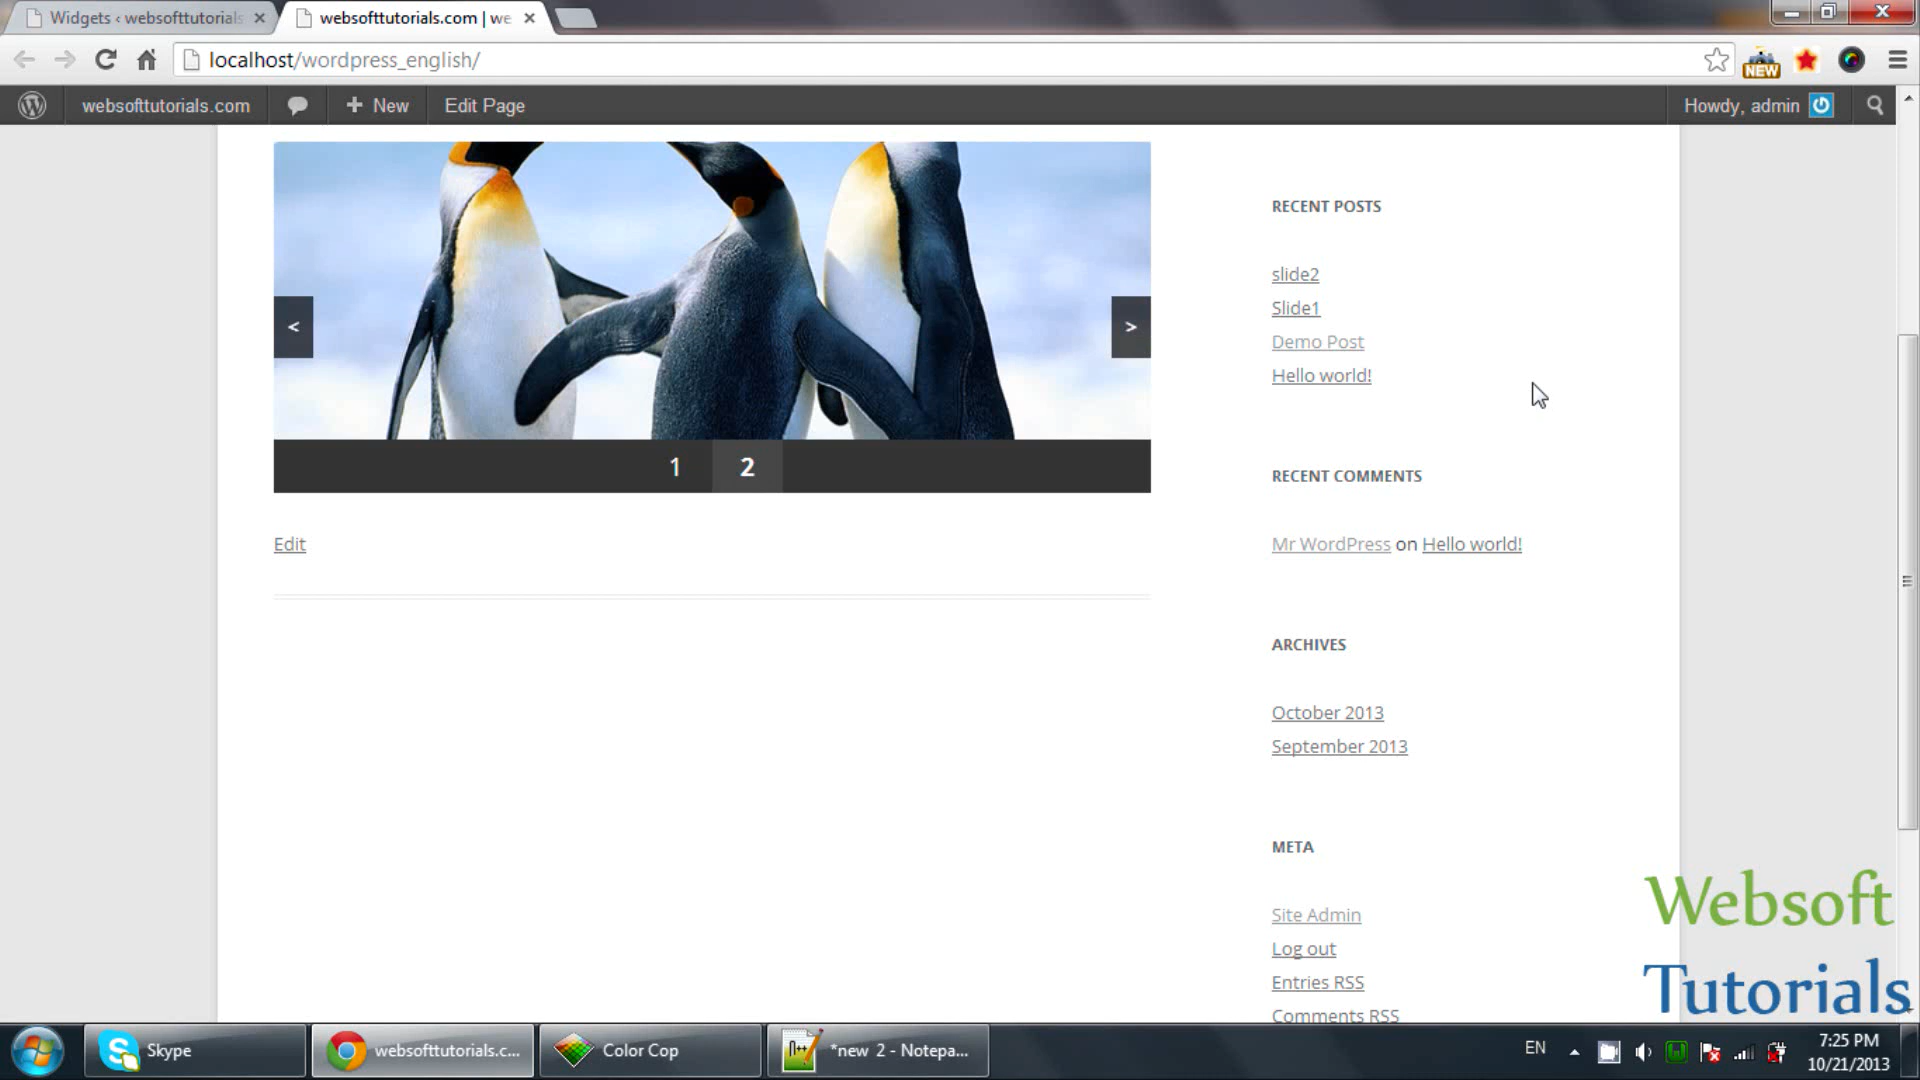 Widgets ‹ websofttutorials
websofttutorials.com | we
localhost/wordpress_english/
NEW
websofttutorials.com
+ New
Edit Page
Howdy, admin
<
>
1
2
Edit
RECENT POSTS
slide2
Slide1
Demo Post
Hello world!
RECENT COMMENTS
Mr WordPress on Hello world!
ARCHIVES
October 2013
September 2013
META
Site Admin
Log out
Entries RSS
Comments RSS
Websoft
Tutorials
Skype
websofttutorials.c...
Color Cop
*new 2 - Notepa...
EN
7:25 PM
10/21/2013